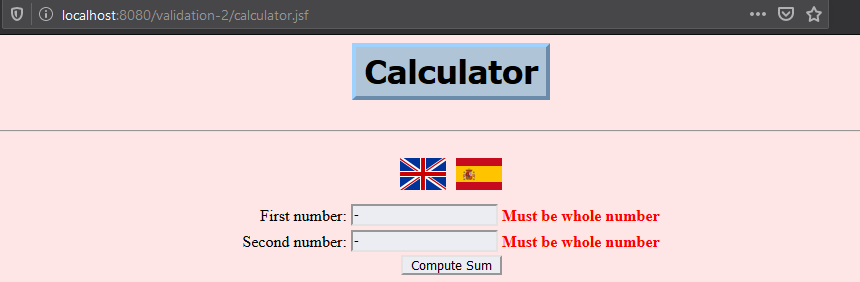 localhost:8080/validation-2/calculator.jsf
Calculator
First number: - Must be whole number
Second number: - Must be whole number
Compute Sum